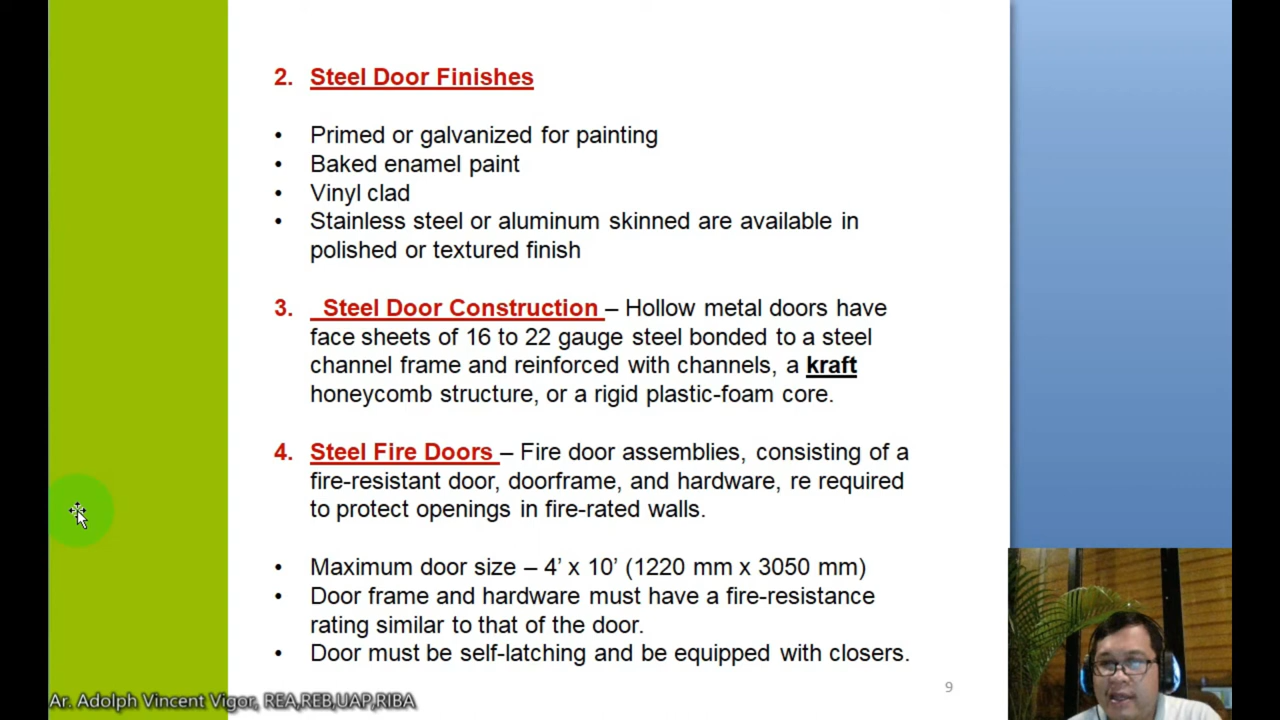 2. Steel Door Finishes
• Primed or galvanized for painting
• Baked enamel paint
• Vinyl clad
• Stainless steel or aluminum skinned are available in
polished or textured finish
3. Steel Door Construction – Hollow metal doors have
face sheets of 16 to 22 gauge steel bonded to a steel
channel frame and reinforced with channels, a kraft
honeycomb structure, or a rigid plastic-foam core.
4. Steel Fire Doors – Fire door assemblies, consisting of a
fire-resistant door, doorframe, and hardware, re required
to protect openings in fire-rated walls.
• Maximum door size – 4’ x 10’ (1220 mm x 3050 mm)
• Door frame and hardware must have a fire-resistance
rating similar to that of the door.
• Door must be self-latching and be equipped with closers.
9
Ar. Adolph Vincent Vigor, REA,REB,UAP,RIBA